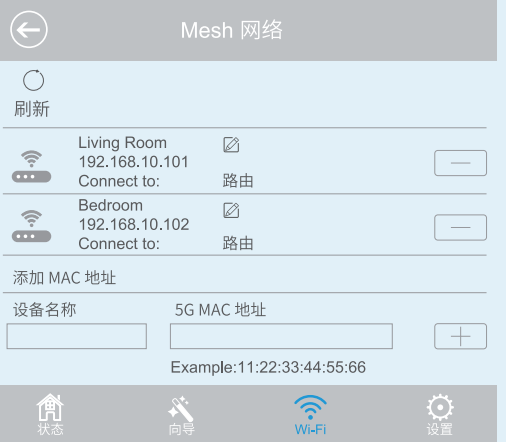 Mesh 网络
刷新
Living Room
192.168.10.101
Connect to: 路由
Bedroom
192.168.10.102
Connect to: 路由
添加 MAC 地址
设备名称 5G MAC 地址
Example:11:22:33:44:55:66
状态 向导 Wi-Fi 设置